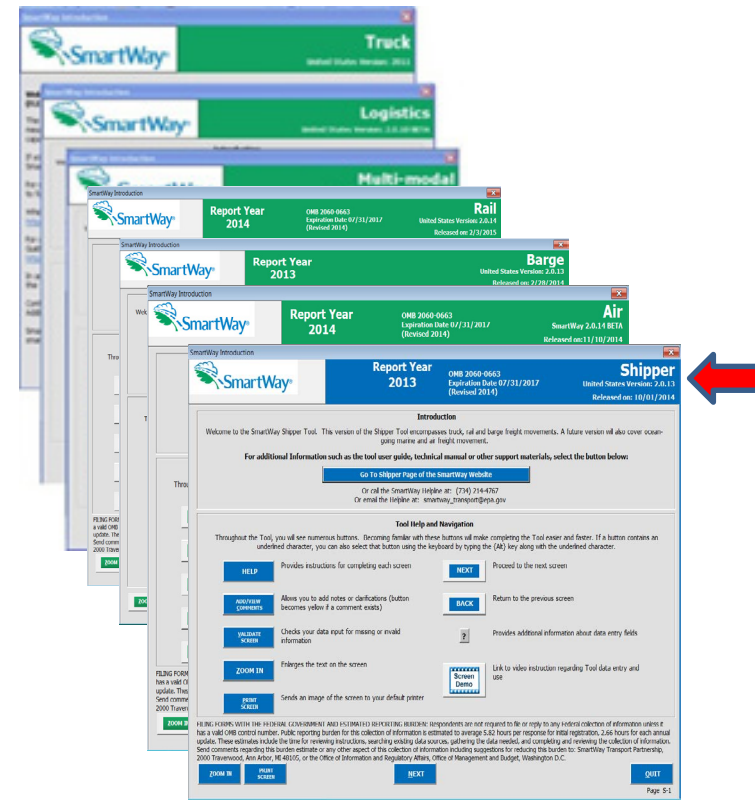 SmartWay
Truck
United States Version: 2011
SmartWay
Logistics
SmartWay
Multi-modal
SmartWay Introduction
SmartWay
Report Year
2014
OMB 2060-0663
Expiration Date 07/31/2017
(Revised 2014)
Rail
United States Version: 2.0.14
Released on: 2/3/2015
SmartWay Introduction
SmartWay
Report Year
2013
Barge
United States Version: 2.0.13
Released on: 2/28/2014
SmartWay Introduction
SmartWay
Report Year
2014
OMB 2060-0663
Expiration Date 07/31/2017
(Revised 2014)
Air
SmartWay 2.0.14 BETA
Released on:11/10/2014
SmartWay Introduction
SmartWay
Report Year
2013
OMB 2060-0663
Expiration Date 07/31/2017
(Revised 2014)
Shipper
United States Version: 2.0.13
Released on: 10/01/2014
Introduction
Welcome to the SmartWay Shipper Tool. This version of the Shipper Tool encompasses truck, rail and barge freight movements. A future version will also cover ocean-
going marine and air freight movement.
For additional Information such as the tool user guide, technical manual or other support materials, select the button below:
Go To Shipper Page of the SmartWay Website
Or call the SmartWay Helpline at: (734) 214-4767
Or email the Helpline at: smartway_transport@epa.gov
Tool Help and Navigation
Throughout the Tool, you will see numerous buttons. Becoming familiar with these buttons will make completing the Tool easier and faster. If a button contains an
underlined character, you can also select that button using the keyboard by typing the (Alt) key along with the underlined character.
HELP
Provides instructions for completing each screen
NEXT
Proceed to the next screen
ADD/VIEW
COMMENTS
Allows you to add notes or clarifications (button
becomes yellow if a comment exists)
BACK
Return to the previous screen
VALIDATE
SCREEN
Checks your data input for missing or invalid
information
?
Provides additional information about data entry fields
ZOOM IN
Enlarges the text on the screen
Screen
Demo
Link to video instruction regarding Tool data entry and
use
PRINT
SCREEN
Sends an image of the screen to your default printer
FILING FORMS WITH THE FEDERAL GOVERNMENT AND ESTIMATED REPORTING BURDEN: Respondents are not required to file or reply to any Federal collection of information unless it
has a valid OMB control number. Public reporting burden for this collection of information is estimated to average 5.82 hours per response for initial registration, 2.66 hours for each annual
update. These estimates include the time for reviewing instructions, searching existing data sources, gathering the data needed, and completing and reviewing the collection of information.
Send comments regarding this burden estimate or any other aspect of this collection of information including suggestions for reducing this burden to: SmartWay Transport Partnership,
2000 Traverwood, Ann Arbor, MI 48105, or the Office of Information and Regulatory Affairs, Office of Management and Budget, Washington D.C.
ZOOM IN
PRINT
SCREEN
NEXT
QUIT
Page S-1